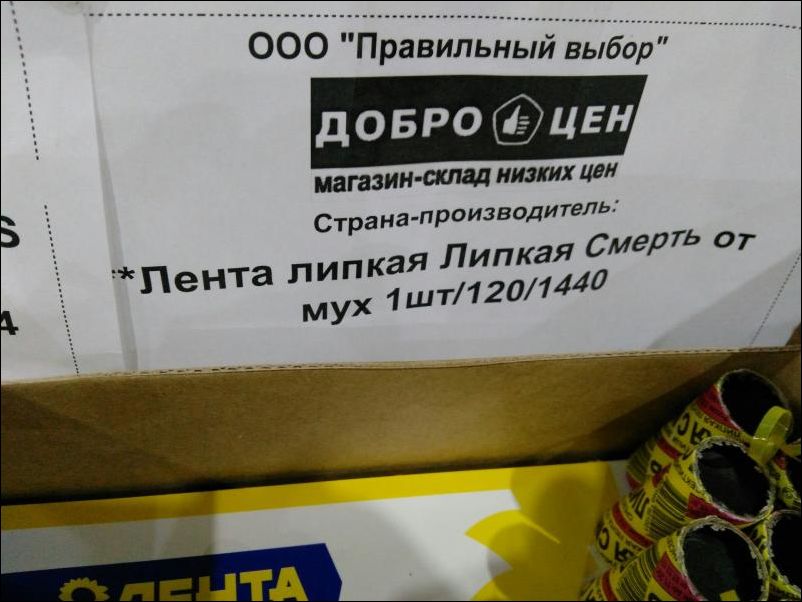 ООО "Правильный выбор"
ДОБРО ЦЕН
магазин-склад низких цен
Страна-производитель:
**Лента липкая Липкая Смерть от
мух 1шт/120/1440
S
4
ЛЕНТА